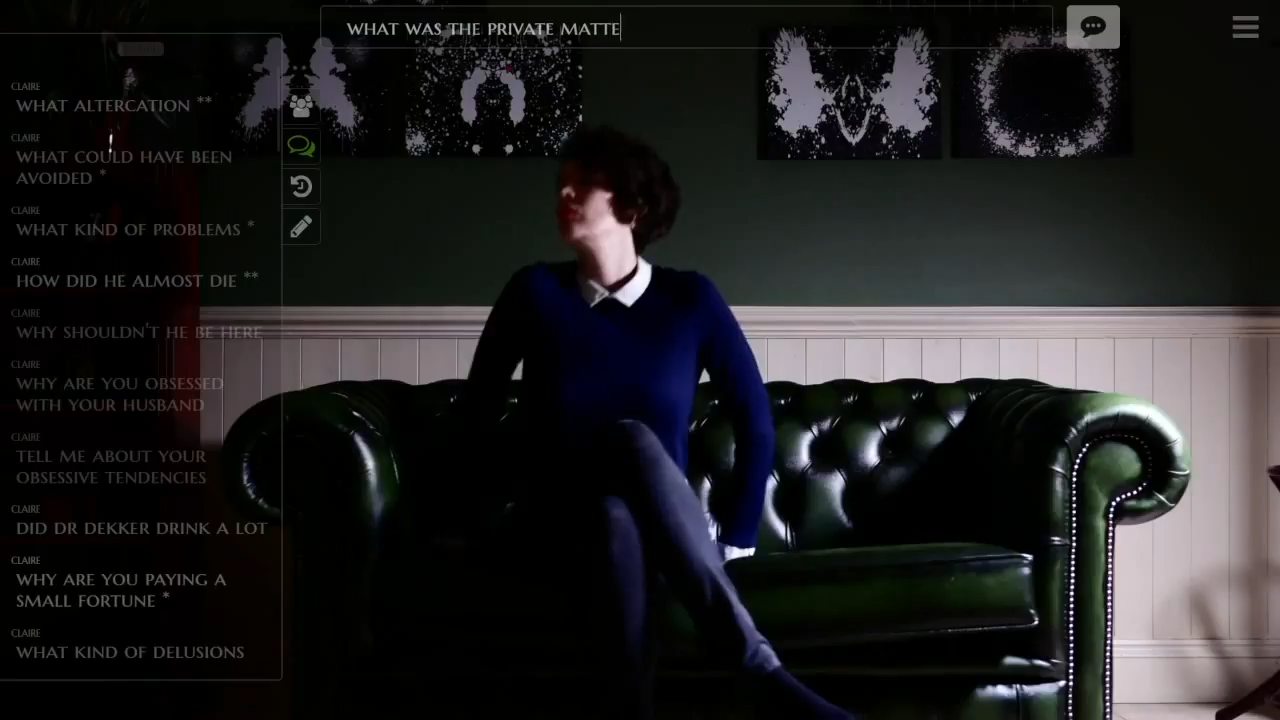 WHAT WAS THE PRIVATE MATTE
CLAIRE
WHAT ALTERCATION **
CLAIRE
WHAT COULD HAVE BEEN
AVOIDED *
CLAIRE
WHAT KIND OF PROBLEMS *
CLAIRE
HOW DID HE ALMOST DIE **
CLAIRE
WHY SHOULDN'T HE BE HERE
CLAIRE
WHY ARE YOU OBSESSED
WITH YOUR HUSBAND
CLAIRE
TELL ME ABOUT YOUR
OBSESSIVE TENDENCIES
CLAIRE
DID DR DEKKER DRINK A LOT
CLAIRE
WHY ARE YOU PAYING A
SMALL FORTUNE *
CLAIRE
WHAT KIND OF DELUSIONS